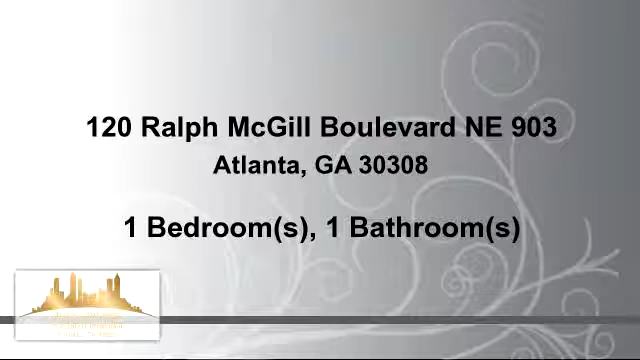 120 Ralph McGill Boulevard NE 903
Atlanta, GA 30308
1 Bedroom(s), 1 Bathroom(s)